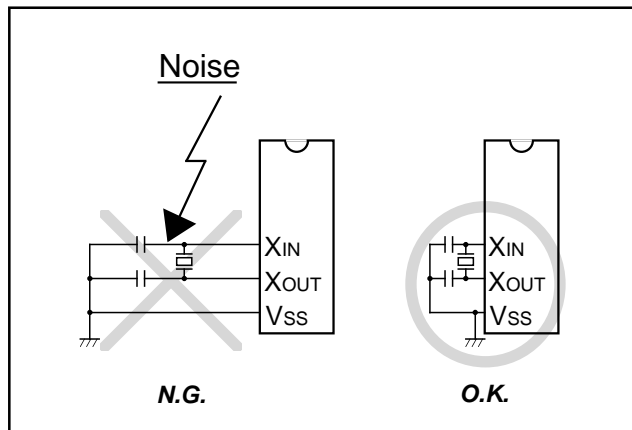 Noise
XIN
XOUT
VSS
N.G.
XIN
XOUT
VSS
O.K.